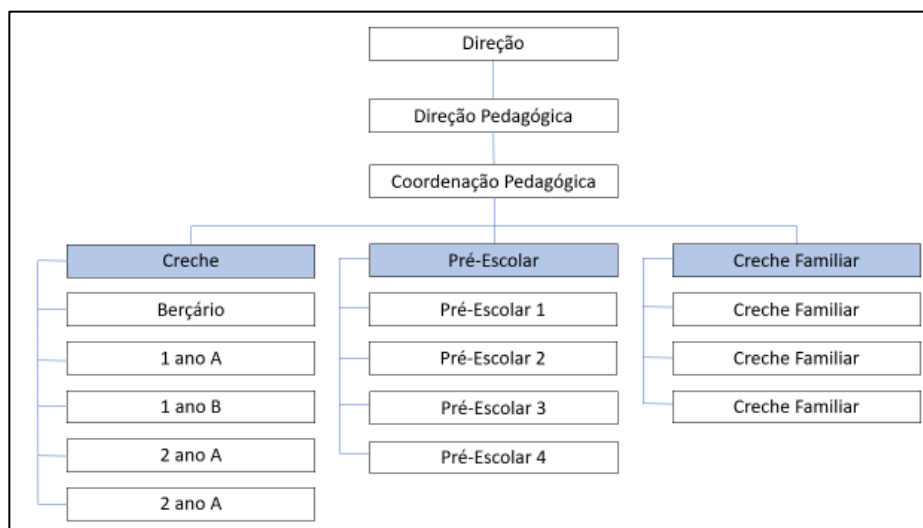 Direção
Direção Pedagógica
Coordenação Pedagógica
Creche
Berçário
1 ano A
1 ano B
2 ano A
2 ano A
Pré-Escolar
Pré-Escolar 1
Pré-Escolar 2
Pré-Escolar 3
Pré-Escolar 4
Creche Familiar
Creche Familiar
Creche Familiar
Creche Familiar